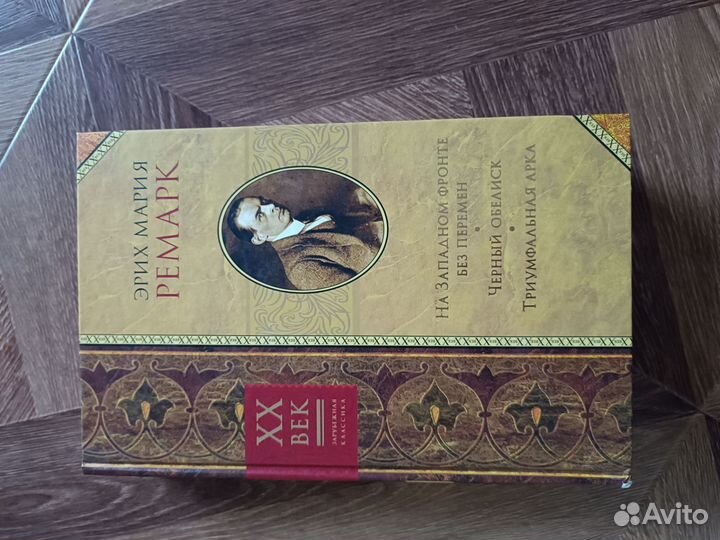 ЭРИХ МАРИЯ
РЕМАРК
НА ЗАПАДНОМ ФРОНТЕ
БЕЗ ПЕРЕМЕН
•
ЧЕРНЫЙ ОБЕЛИСК
•
ТРИУМФАЛЬНАЯ АРКА
XX
ВЕК
ЗАРУБЕЖНАЯ
КЛАССИКА
Avito